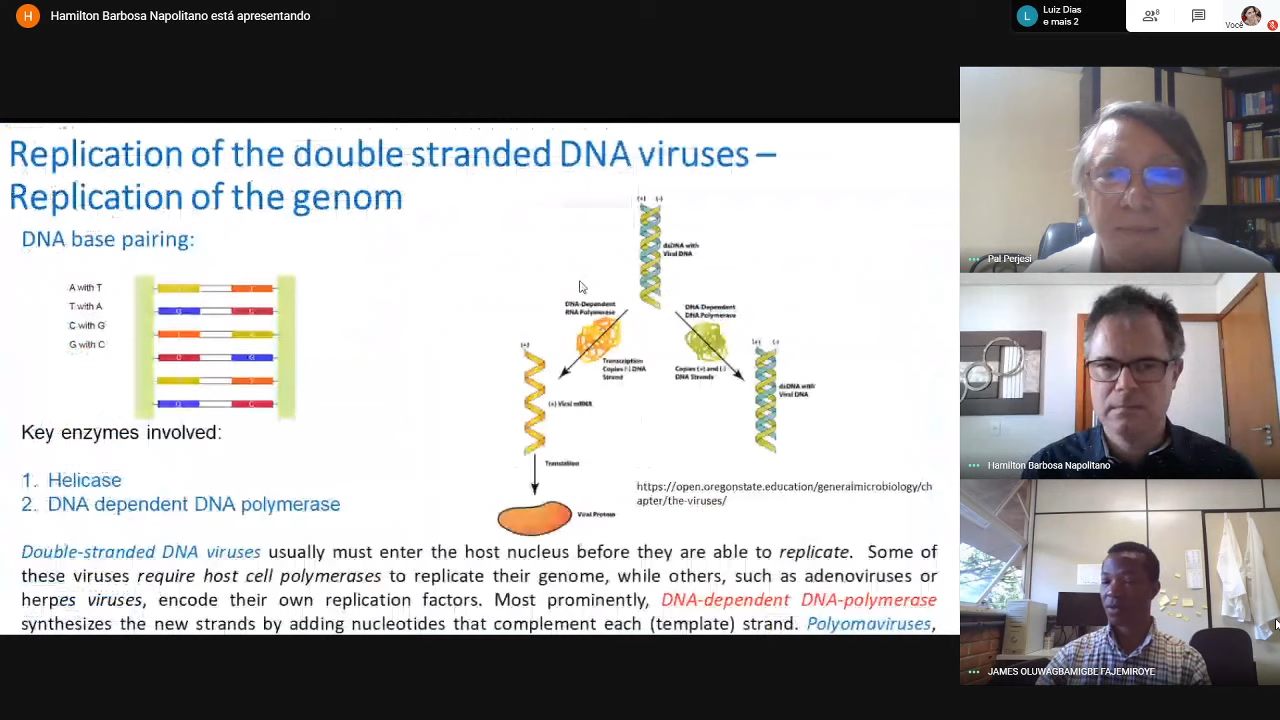 H
Hamilton Barbosa Napolitano está apresentando
L
Luiz Dias
e mais 2
8
Você
Replication of the double stranded DNA viruses –
Replication of the genom
DNA base pairing:
A with T
T with A
C with G
G with C
Key enzymes involved:
1. Helicase
2. DNA dependent DNA polymerase
(+) (-)
dsDNA with
Viral DNA
DNA-Dependent
RNA Polymerase
DNA-Dependent
DNA Polymerase
Transcription
Copies (-) DNA
Strand
Copies (+) and (-)
DNA Strands
(+)
(+) (-)
dsDNA with
Viral DNA
(+) Viral mRNA
Translation
Viral Protein
https://open.oregonstate.education/generalmicrobiology/ch
apter/the-viruses/
Double-stranded DNA viruses usually must enter the host nucleus before they are able to replicate. Some of
these viruses require host cell polymerases to replicate their genome, while others, such as adenoviruses or
herpes viruses, encode their own replication factors. Most prominently, DNA-dependent DNA-polymerase
synthesizes the new strands by adding nucleotides that complement each (template) strand. Polyomaviruses,
Pal Perjesi
Hamilton Barbosa Napolitano
JAMES OLUWAGBAMIGBE FAJEMIROYE